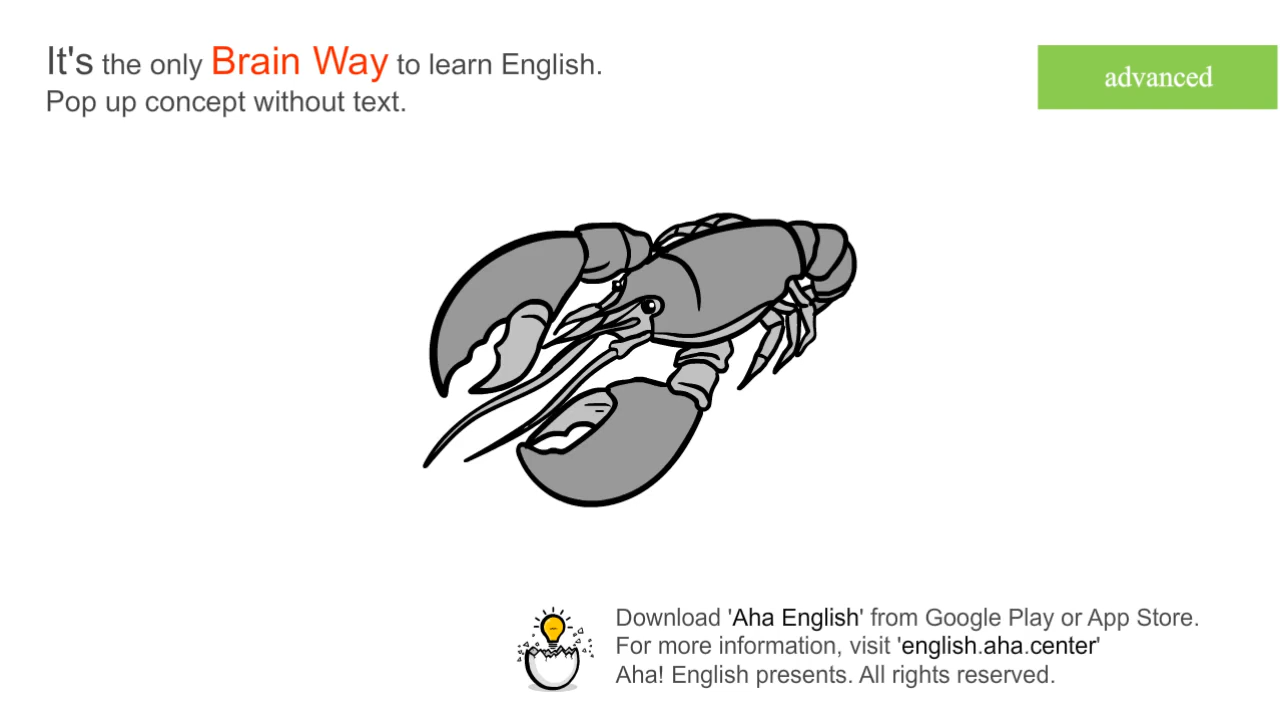 It's the only Brain Way to learn English.
Pop up concept without text.
advanced
Download 'Aha English' from Google Play or App Store.
For more information, visit 'english.aha.center'
Aha! English presents. All rights reserved.